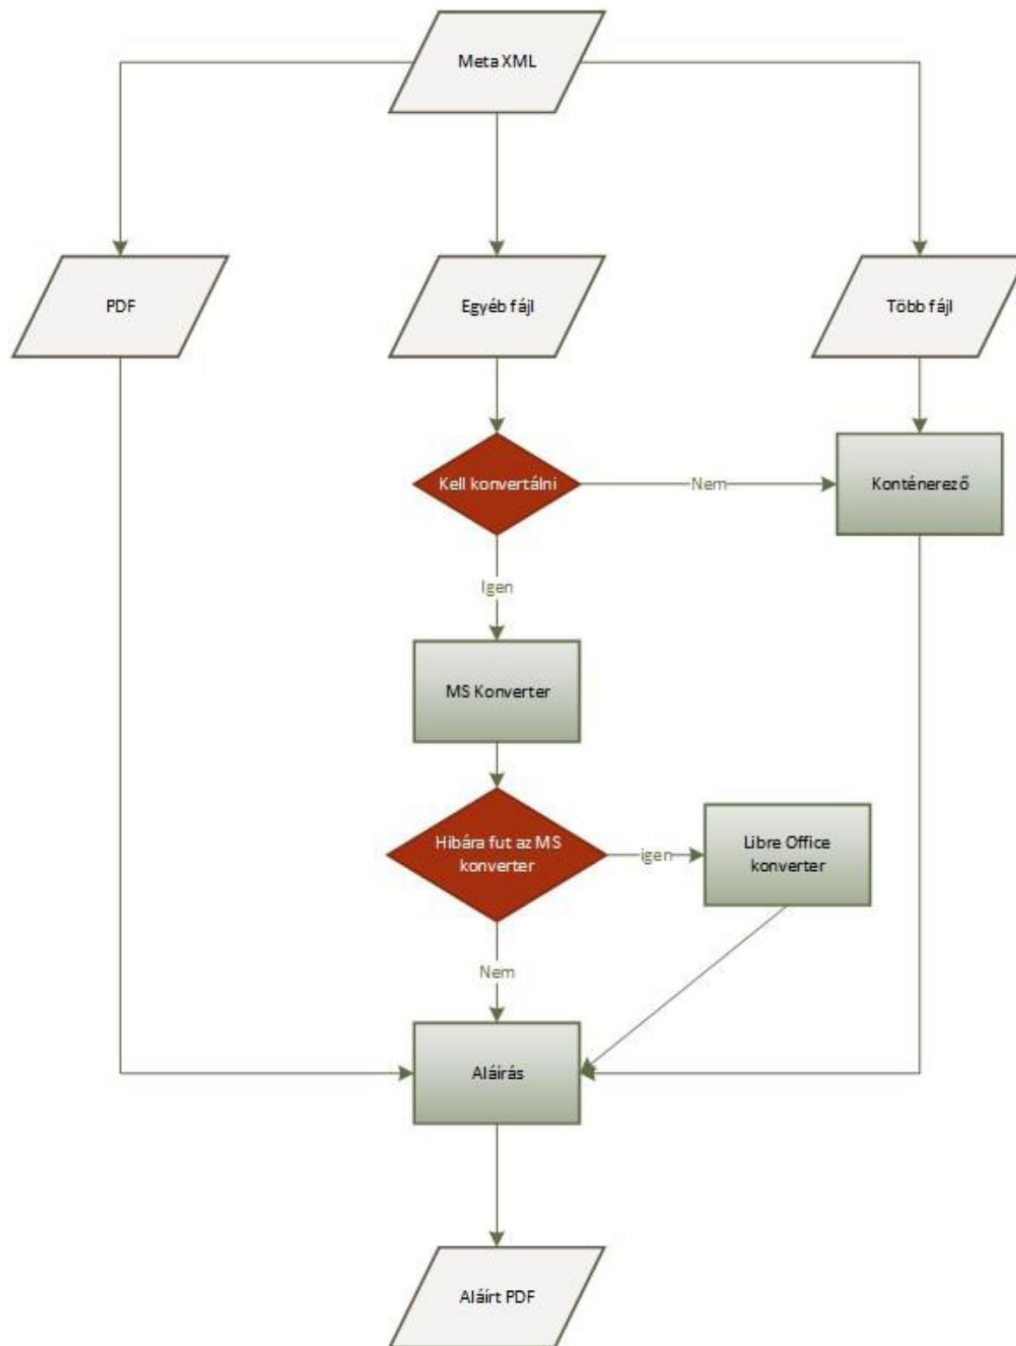 Meta XML
PDF
Egyéb fájl
Több fájl
Kell konvertálni
Nem
Konténerező
Igen
MS Konverter
Hibára fut az MS
konverter
igen
Libre Office
konverter
Nem
Aláírás
Aláírt PDF